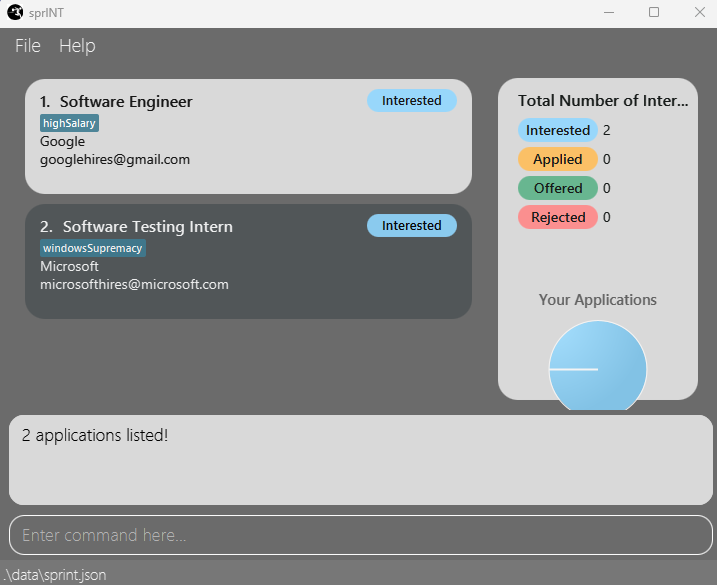 sprINT
File Help
1. Software Engineer
Interested
highSalary
Google
googlehires@gmail.com
2. Software Testing Intern
Interested
windowsSupremacy
Microsoft
microsofthires@microsoft.com
Total Number of Inter...
Interested 2
Applied 0
Offered 0
Rejected 0
Your Applications
2 applications listed!
Enter command here...
.\data\sprint.json